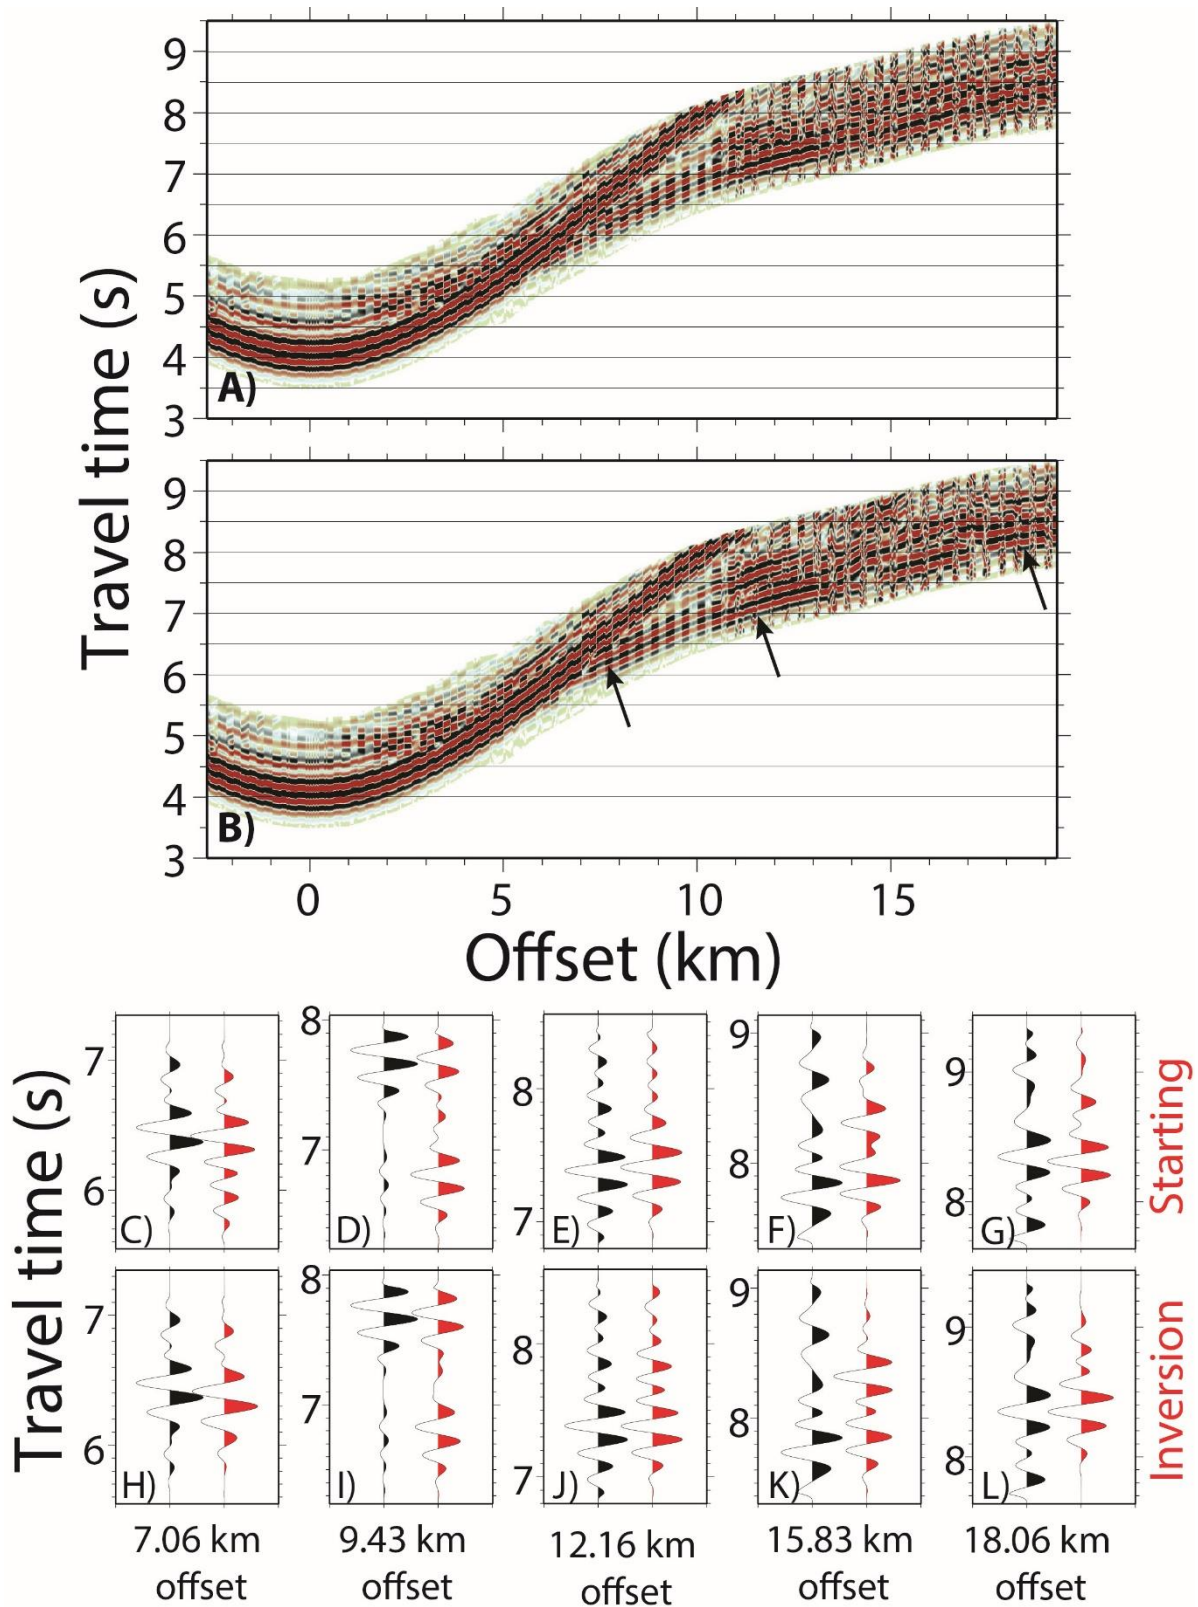 9
8
7
6
5
4
3
A)
Travel time (s)
9
8
7
6
5
4
3
B)
Travel time (s)
0 5 10 15
Offset (km)
7
6
C)
8
7
D)
8
7
E)
9
8
F)
9
8
G)
Starting
Travel time (s)
7
6
H)
8
7
I)
8
7
J)
9
8
K)
9
8
L)
Inversion
7.06 km
offset
9.43 km
offset
12.16 km
offset
15.83 km
offset
18.06 km
offset